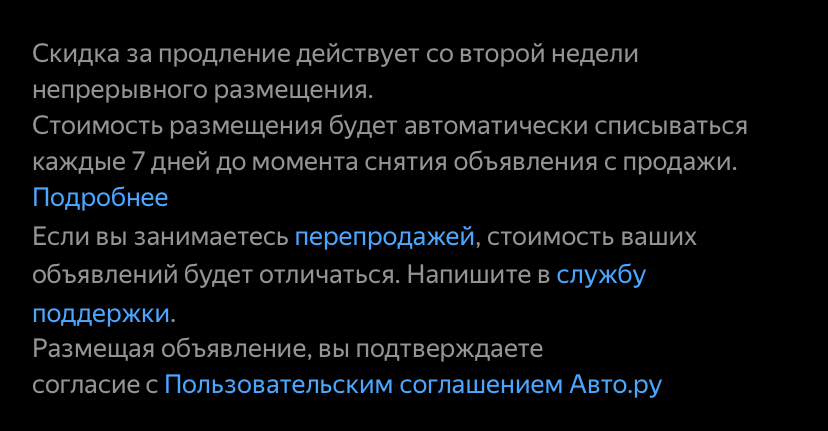 Скидка за продление действует со второй недели
непрерывного размещения.
Стоимость размещения будет автоматически списываться
каждые 7 дней до момента снятия объявления с продажи.
Подробнее
Если вы занимаетесь перепродажей, стоимость ваших
объявлений будет отличаться. Напишите в службу
поддержки.
Размещая объявление, вы подтверждаете
согласие с Пользовательским соглашением Авто.ру